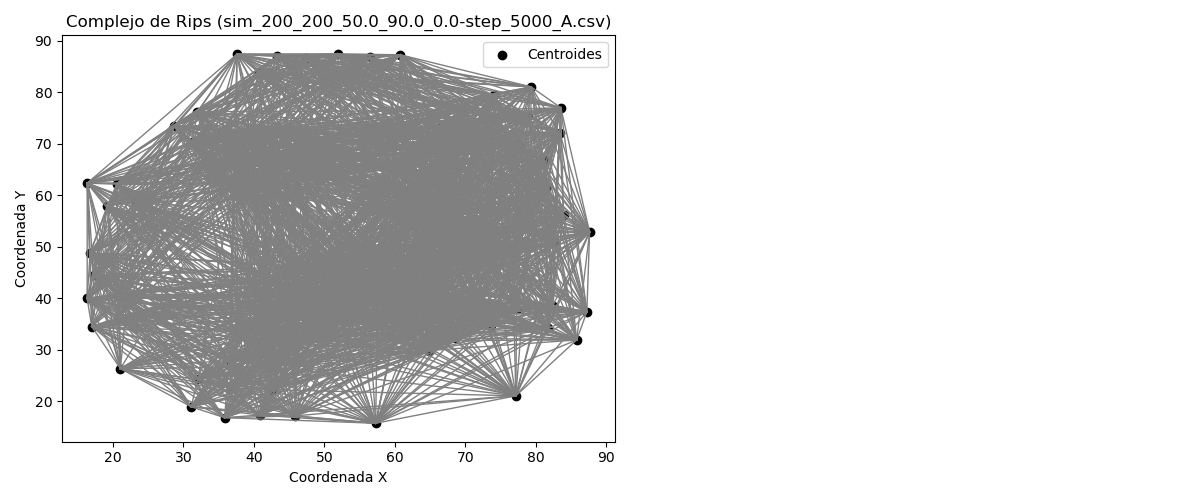 Complejo de Rips (sim_200_200_50.0_90.0_0.0-step_5000_A.csv)
Centroides
90
80
70
60
50
40
30
20
Coordenada Y
20 30 40 50 60 70 80 90
Coordenada X